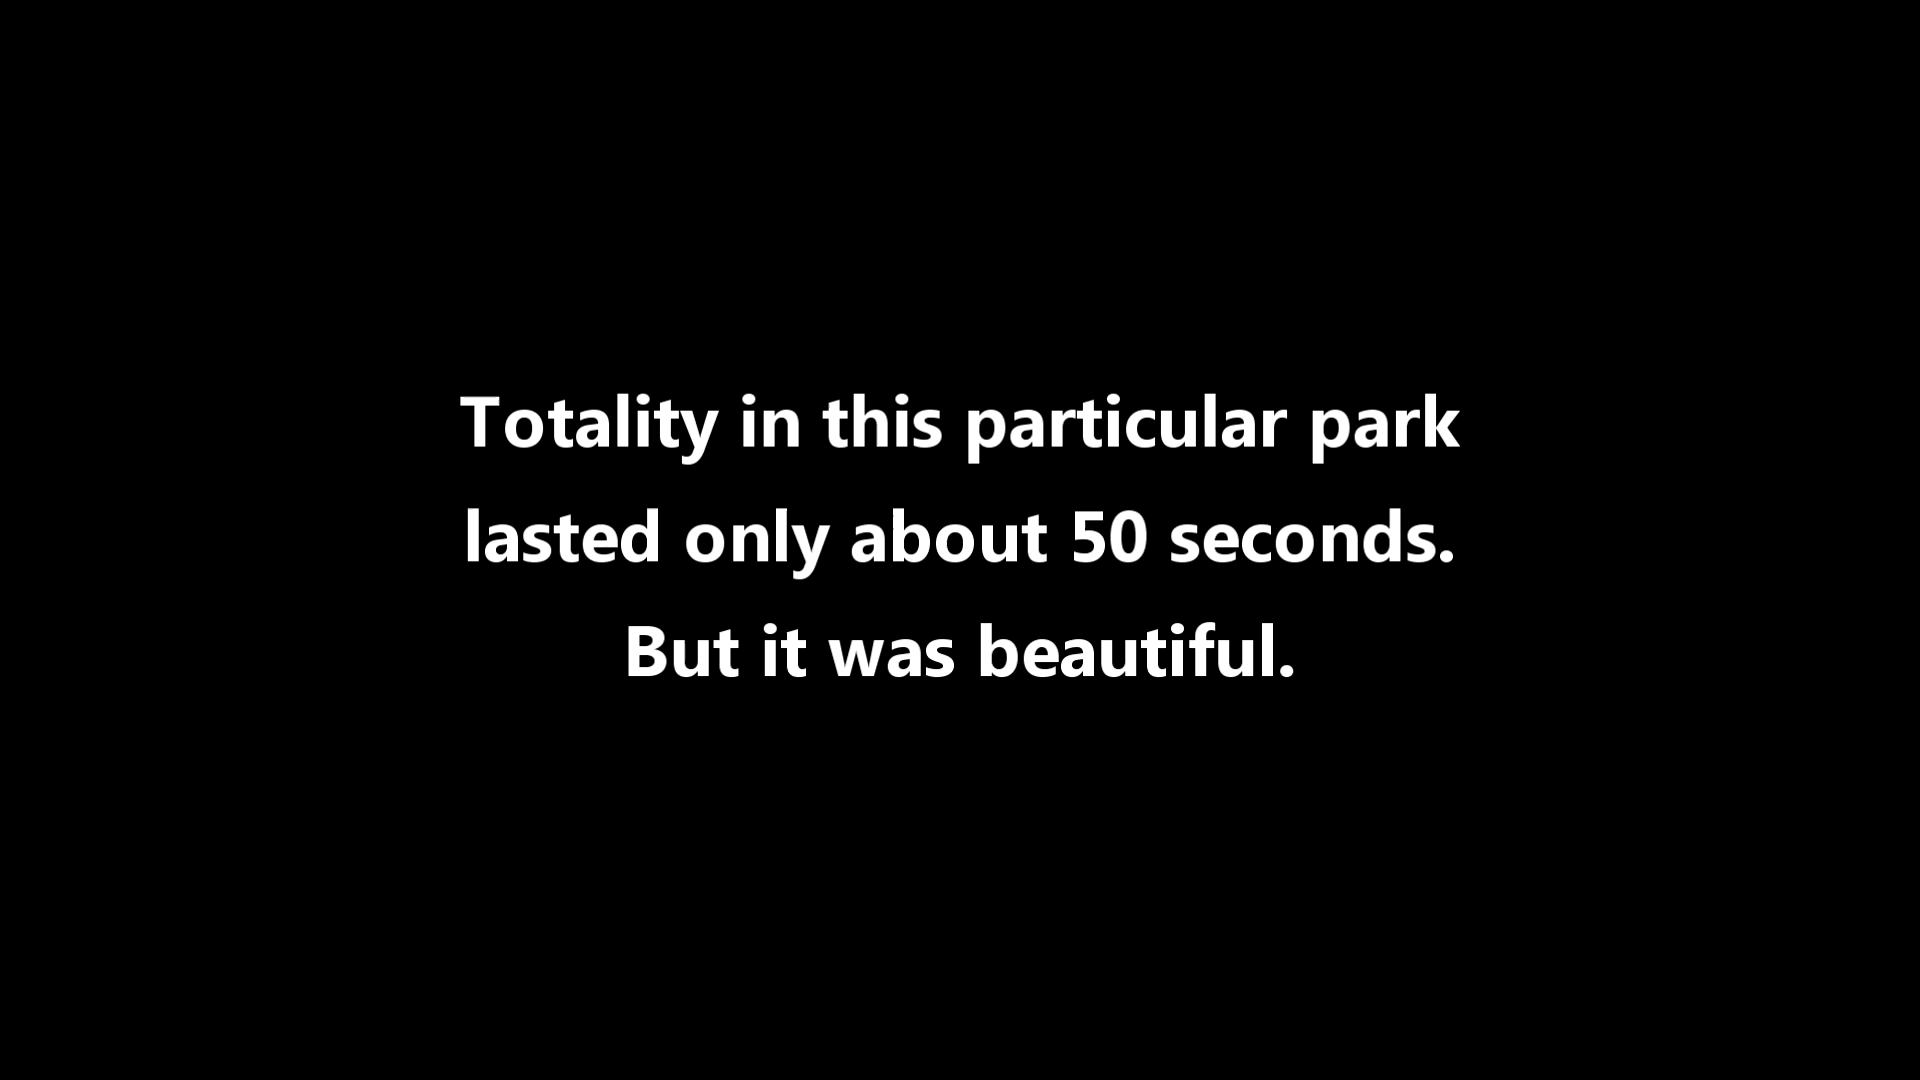 Totality in this particular park
lasted only about 50 seconds.
But it was beautiful.